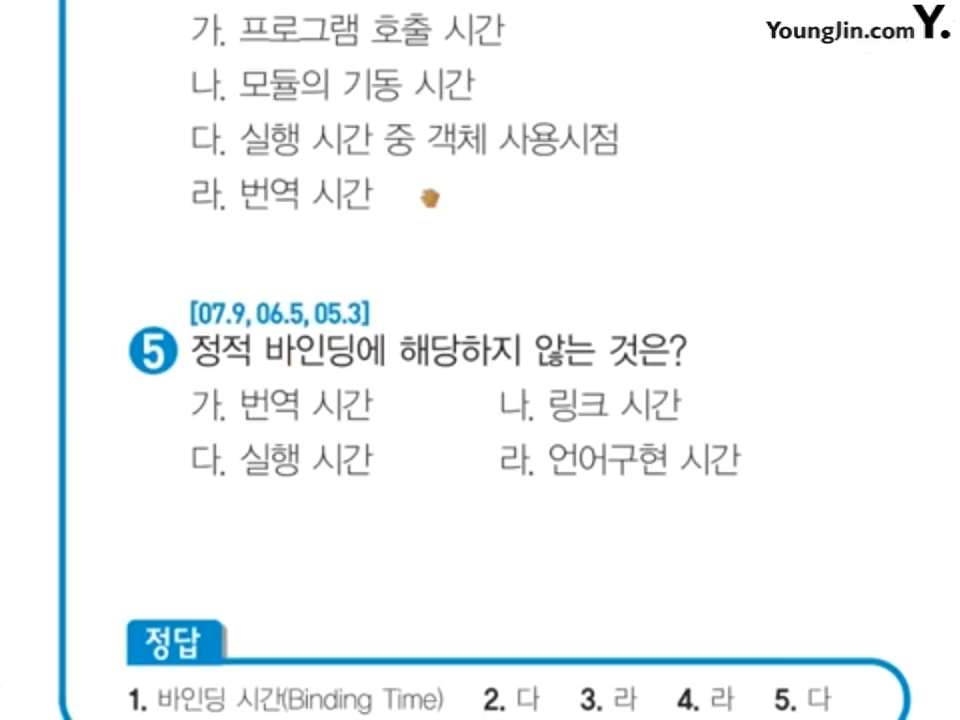 YoungJin.com Y.
가. 프로그램 호출 시간
나. 모듈의 기동 시간
다. 실행 시간 중 객체 사용시점
라. 번역 시간
[07.9, 06.5, 05.3]
5 정적 바인딩에 해당하지 않는 것은?
가. 번역 시간 나. 링크 시간
다. 실행 시간 라. 언어구현 시간
정답
1. 바인딩 시간(Binding Time) 2. 다 3. 라 4. 라 5. 다